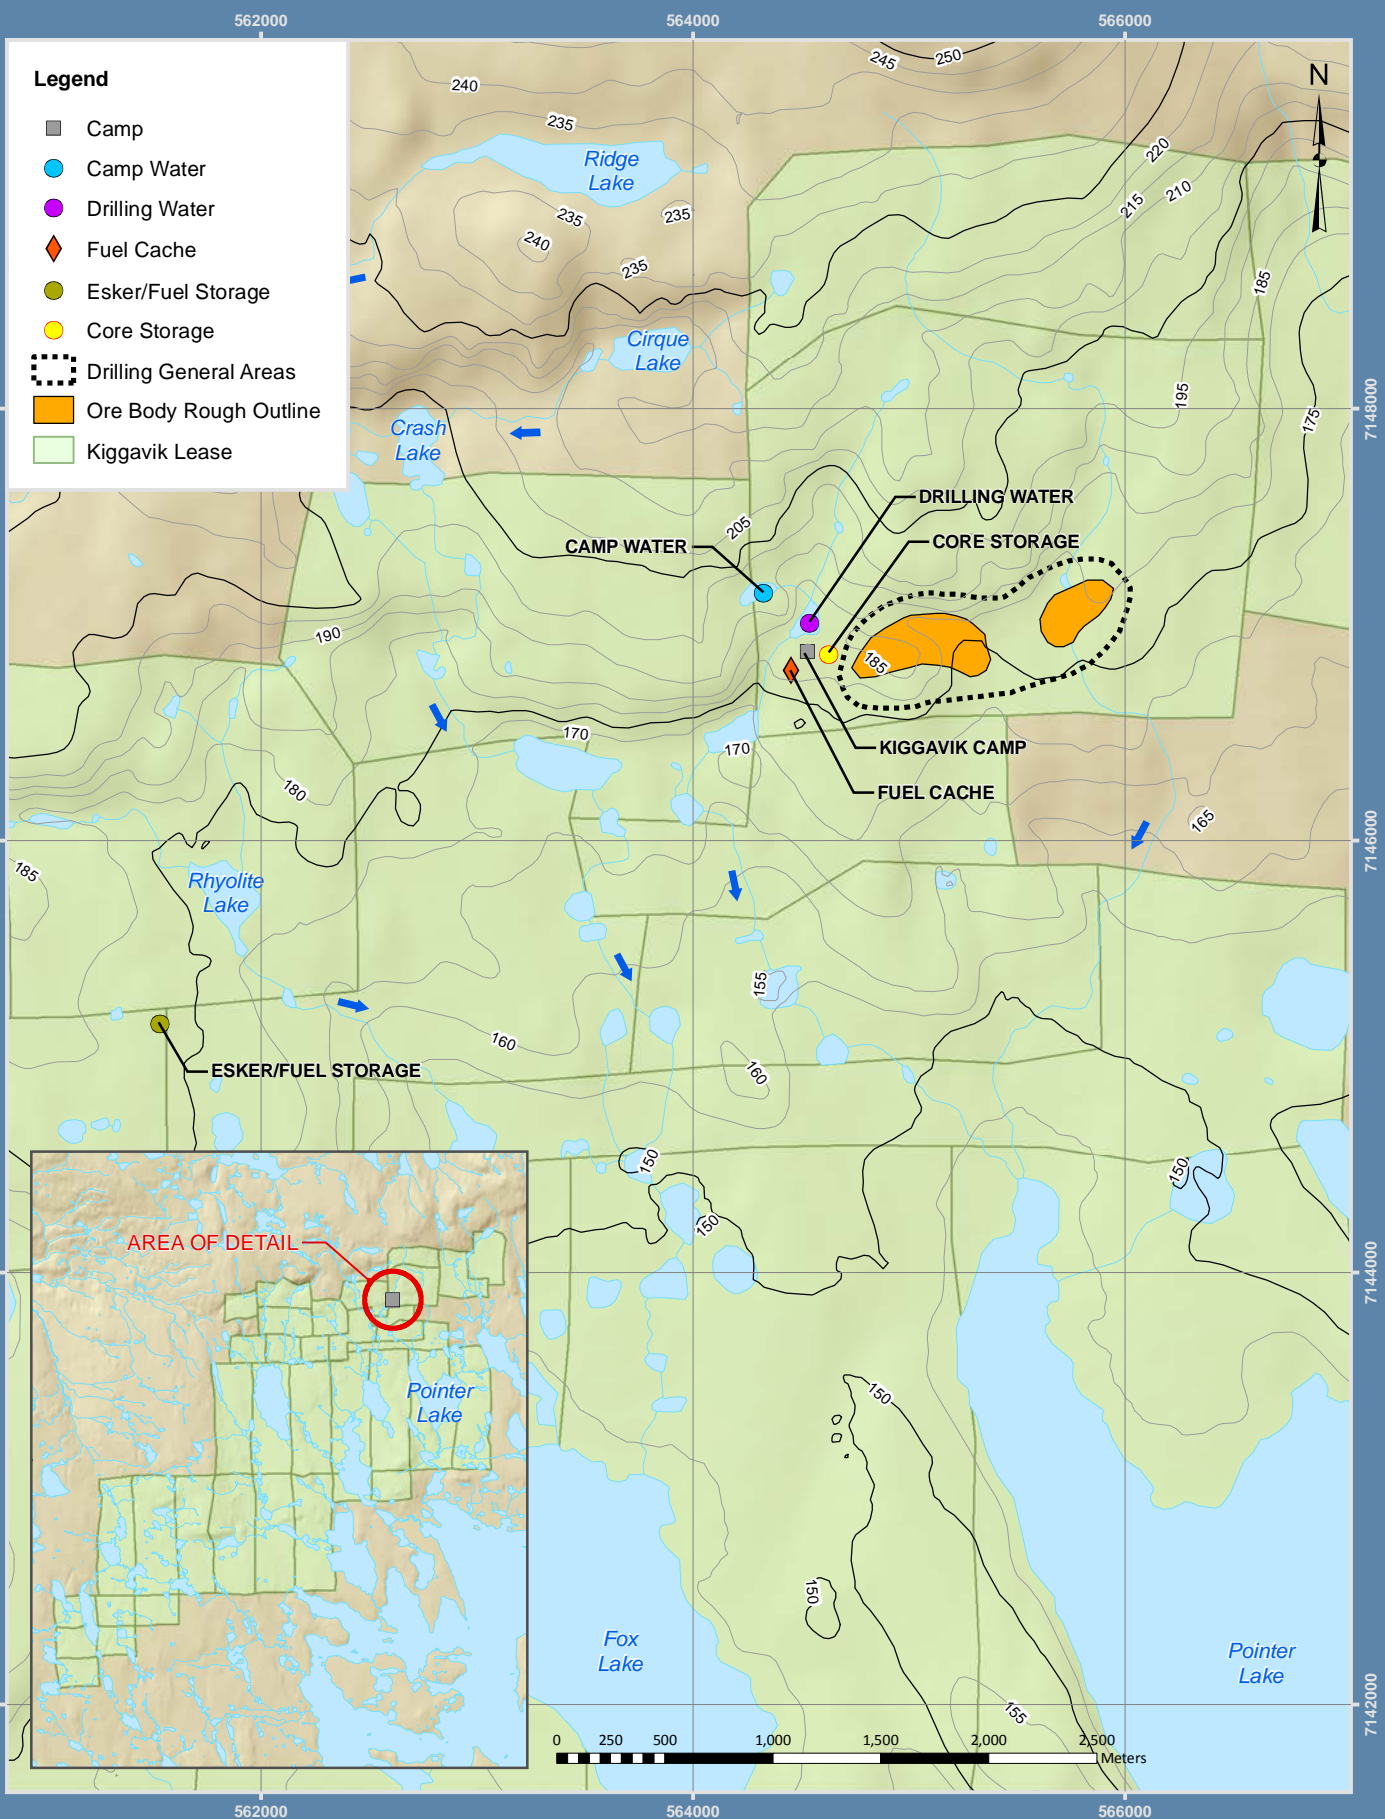 562000
564000
566000
Legend
Camp
Camp Water
Drilling Water
Fuel Cache
Esker/Fuel Storage
Core Storage
Drilling General Areas
Ore Body Rough Outline
Kiggavik Lease
N
240
245
250
235
Ridge
Lake
220
215
210
235
235
240
235
185
Cirque
Lake
195
175
7148000
Crash
Lake
205
DRILLING WATER
CAMP WATER
CORE STORAGE
190
185
170
170
KIGGAVIK CAMP
180
FUEL CACHE
165
7146000
185
Rhyolite
Lake
155
160
160
ESKER/FUEL STORAGE
150
150
150
AREA OF DETAIL
7144000
Pointer
Lake
150
150
Fox
Lake
Pointer
Lake
155
7142000
0 250 500 1,000 1,500 2,000 2,500
Meters
562000
564000
566000